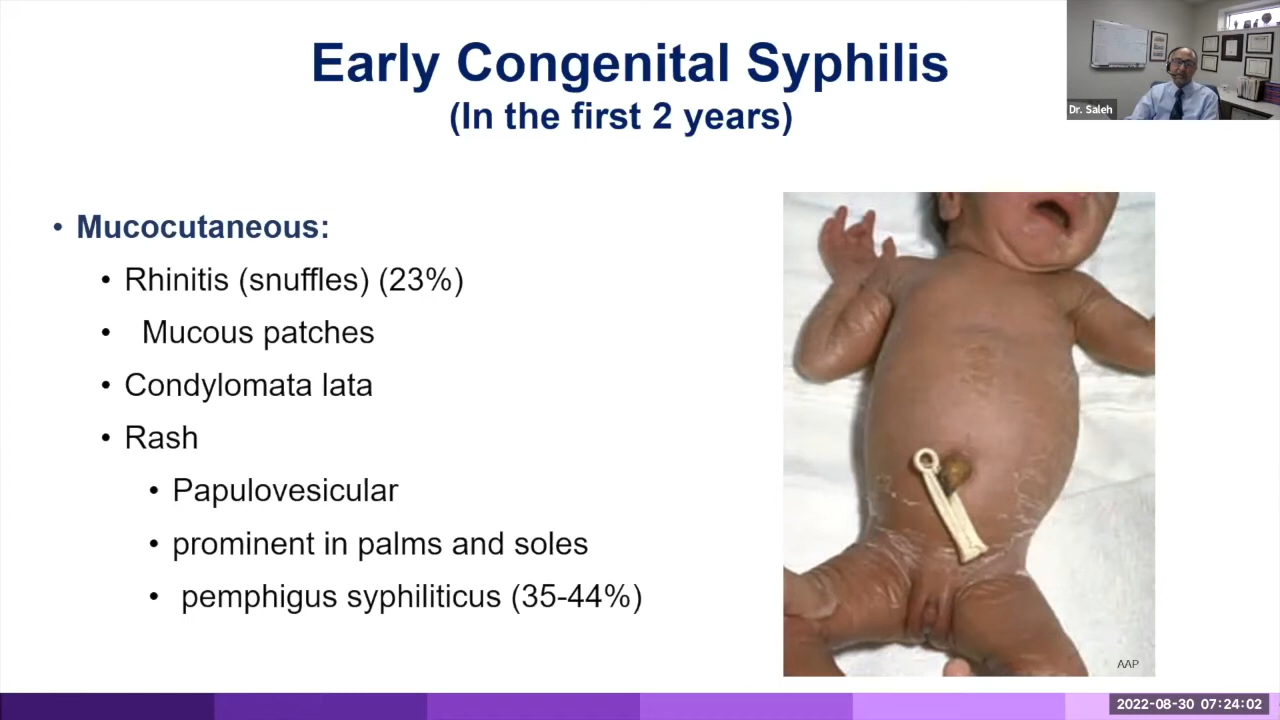 Early Congenital Syphilis
(In the first 2 years)
Dr. Saleh
• Mucocutaneous:
• Rhinitis (snuffles) (23%)
• Mucous patches
• Condylomata lata
• Rash
• Papulovesicular
• prominent in palms and soles
• pemphigus syphiliticus (35-44%)
AAP
2022-08-30 07:24:02